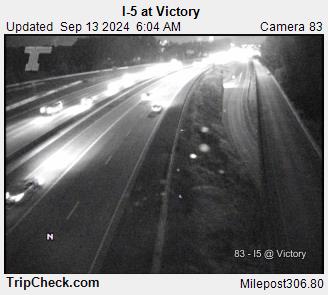 I-5 at Victory
Updated  Sep 13 2024  6:04 AM
Camera 83
T
N
83 - I5 @ Victory
TripCheck.com
Milepost306.80